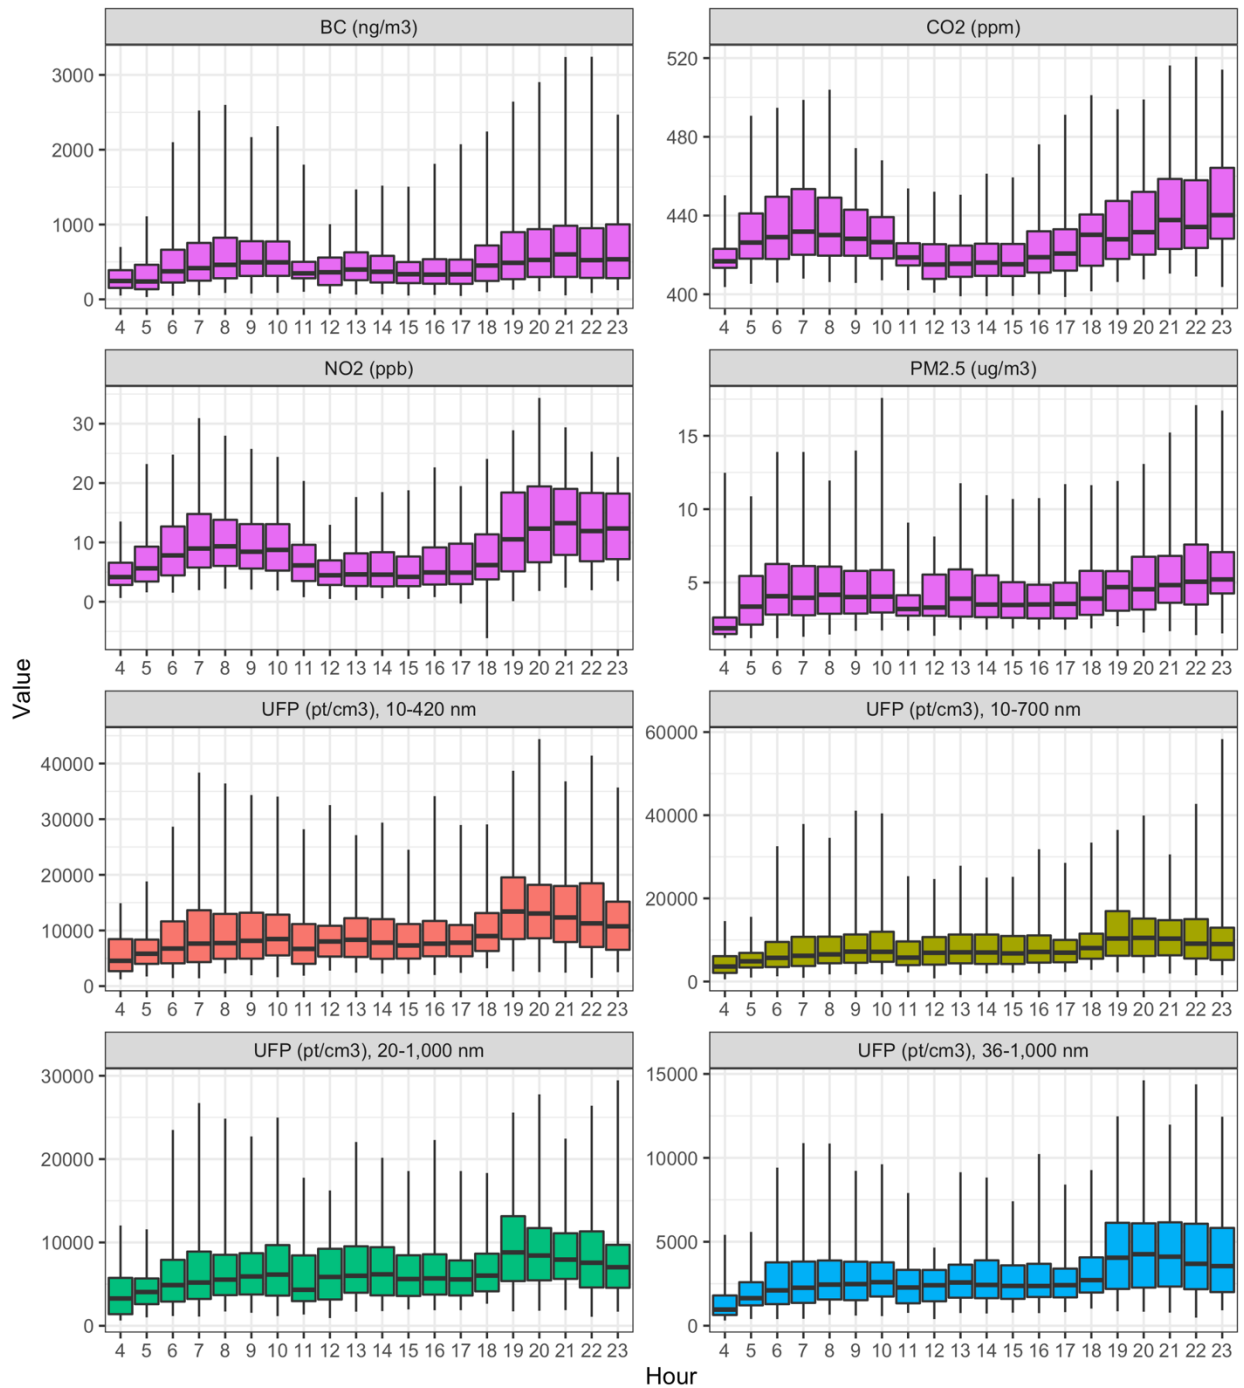 BC (ng/m3)
3000
2000
1000
0
4 5 6 7 8 9 10 11 12 13 14 15 16 17 18 19 20 21 22 23
CO2 (ppm)
520
480
440
400
4 5 6 7 8 9 10 11 12 13 14 15 16 17 18 19 20 21 22 23
NO2 (ppb)
30
20
10
0
4 5 6 7 8 9 10 11 12 13 14 15 16 17 18 19 20 21 22 23
PM2.5 (ug/m3)
15
10
5
4 5 6 7 8 9 10 11 12 13 14 15 16 17 18 19 20 21 22 23
Value
UFP (pt/cm3), 10-420 nm
40000
30000
20000
10000
0
4 5 6 7 8 9 10 11 12 13 14 15 16 17 18 19 20 21 22 23
UFP (pt/cm3), 10-700 nm
60000
40000
20000
0
4 5 6 7 8 9 10 11 12 13 14 15 16 17 18 19 20 21 22 23
UFP (pt/cm3), 20-1,000 nm
30000
20000
10000
0
4 5 6 7 8 9 10 11 12 13 14 15 16 17 18 19 20 21 22 23
UFP (pt/cm3), 36-1,000 nm
15000
10000
5000
0
4 5 6 7 8 9 10 11 12 13 14 15 16 17 18 19 20 21 22 23
Hour